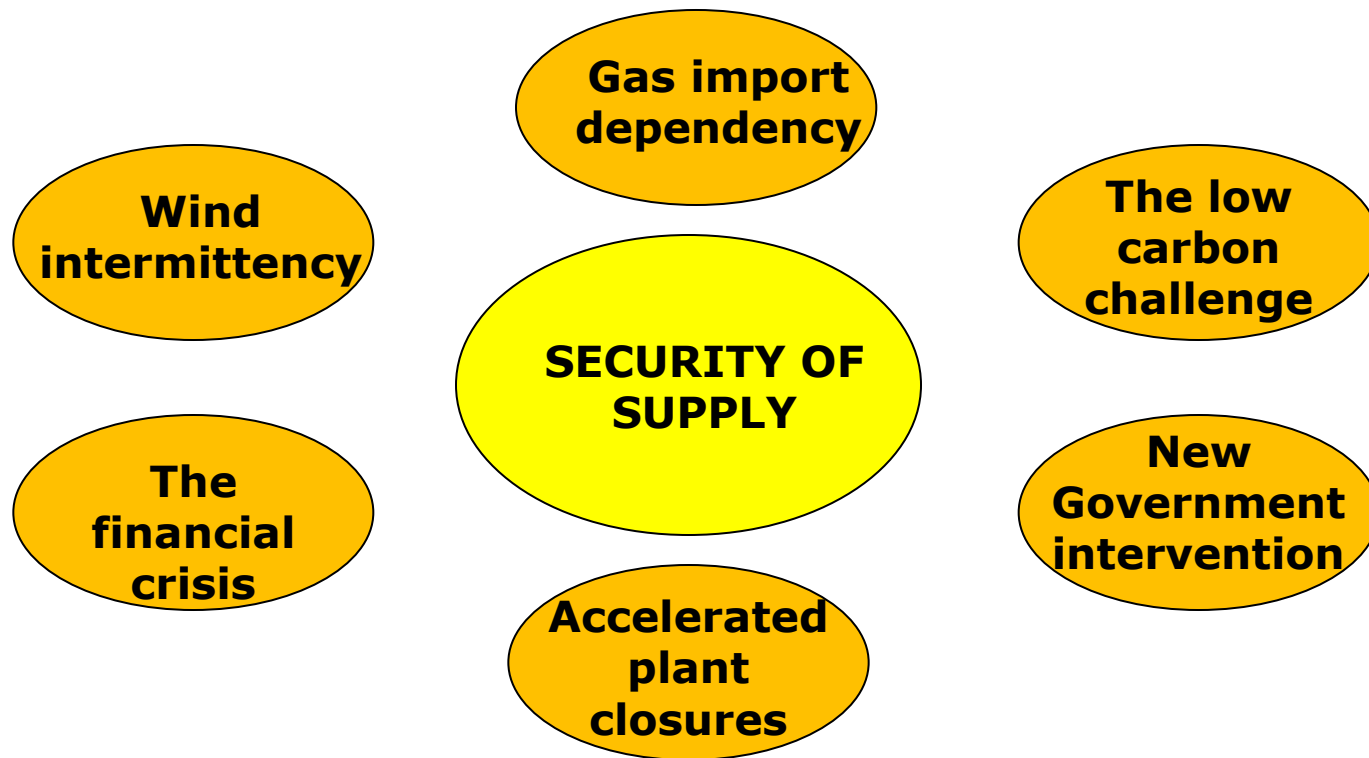 Gas import
dependency
Wind
intermittency
The low
carbon
challenge
SECURITY OF
SUPPLY
The
financial
crisis
New
Government
intervention
Accelerated
plant
closures